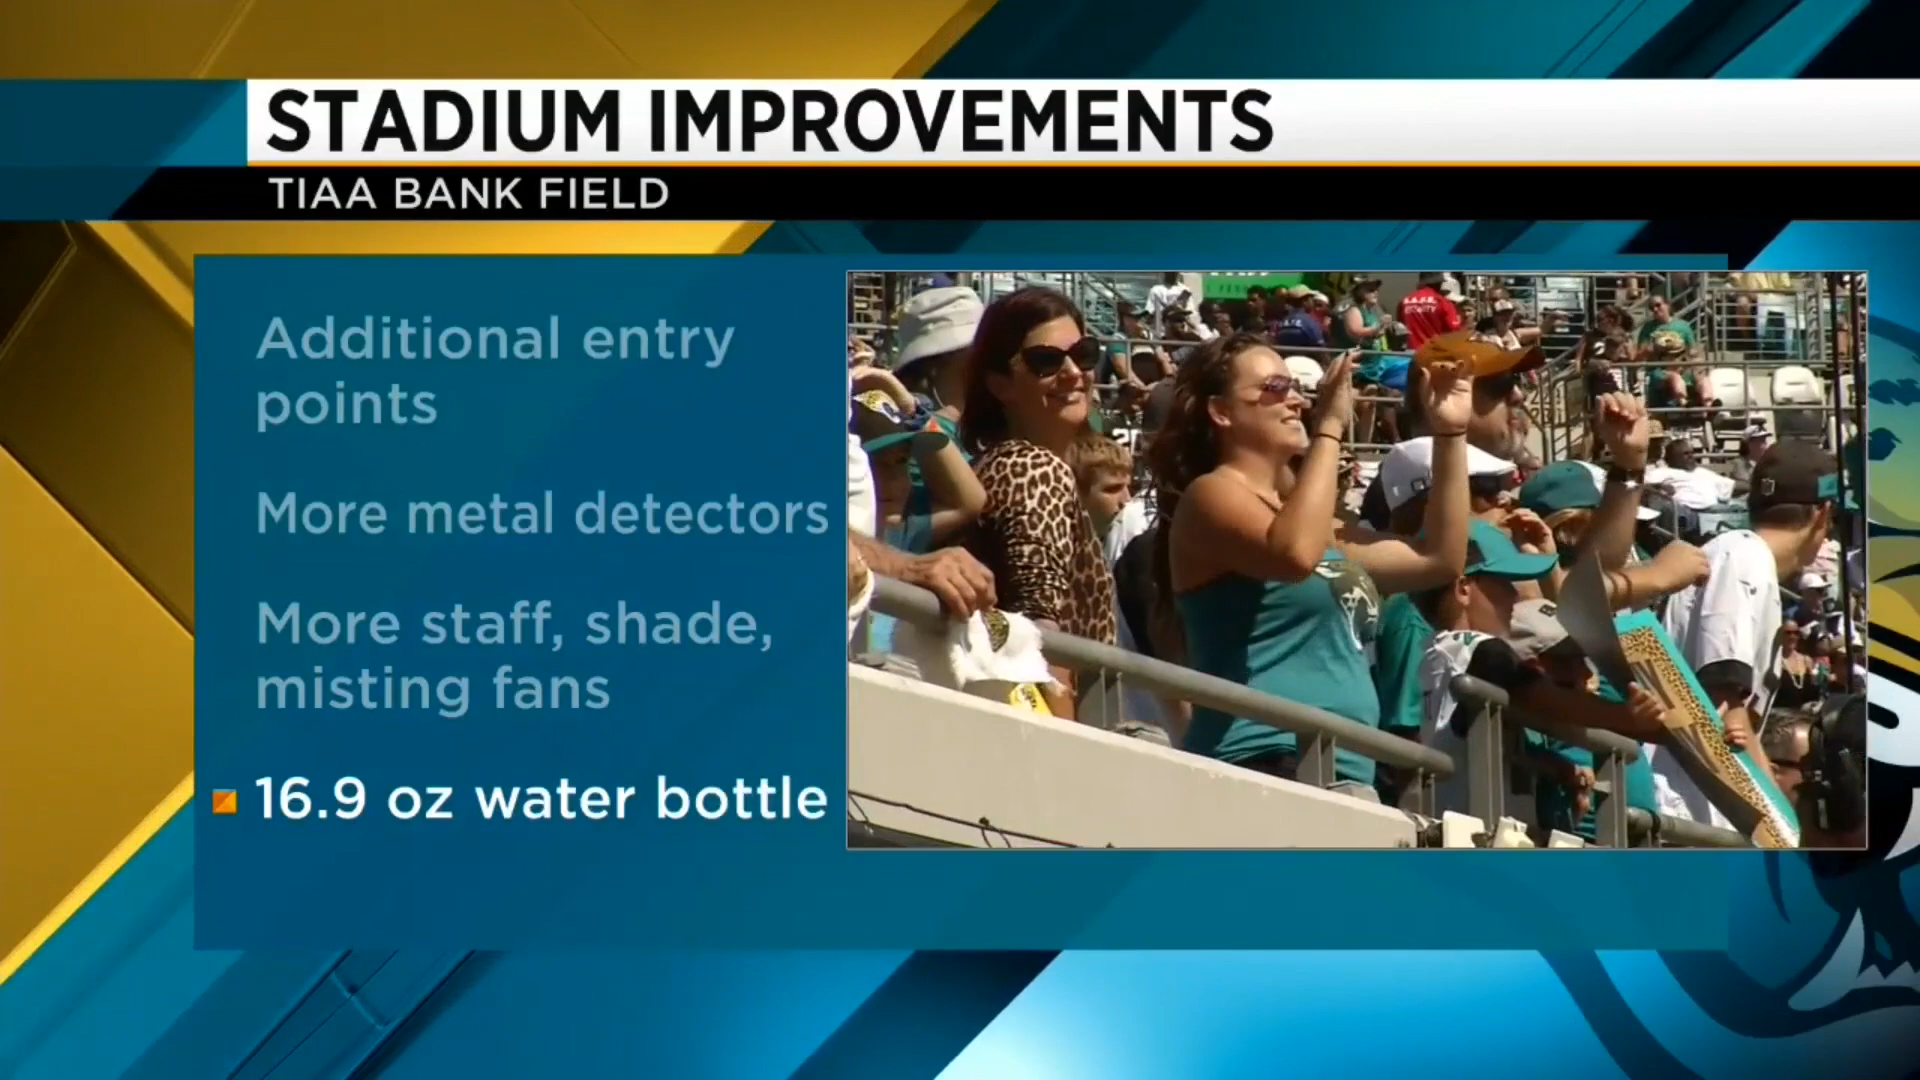 STADIUM IMPROVEMENTS
TIAA BANK FIELD
Additional entry
points
More metal detectors
More staff, shade,
misting fans
16.9 oz water bottle